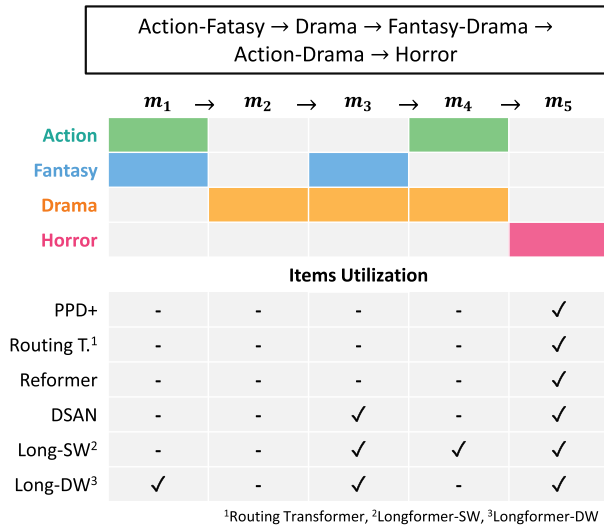 Action-Fatasy → Drama → Fantasy-Drama →
Action-Drama → Horror
m₁ → m₂ → m₃ → m₄ → m₅
Action
Fantasy
Drama
Horror
Items Utilization
PPD+ - - - - ✓
Routing T.¹ - - - - ✓
Reformer - - - - ✓
DSAN - - ✓ - ✓
Long-SW² - - ✓ ✓ ✓
Long-DW³ ✓ - ✓ - ✓
¹Routing Transformer, ²Longformer-SW, ³Longformer-DW